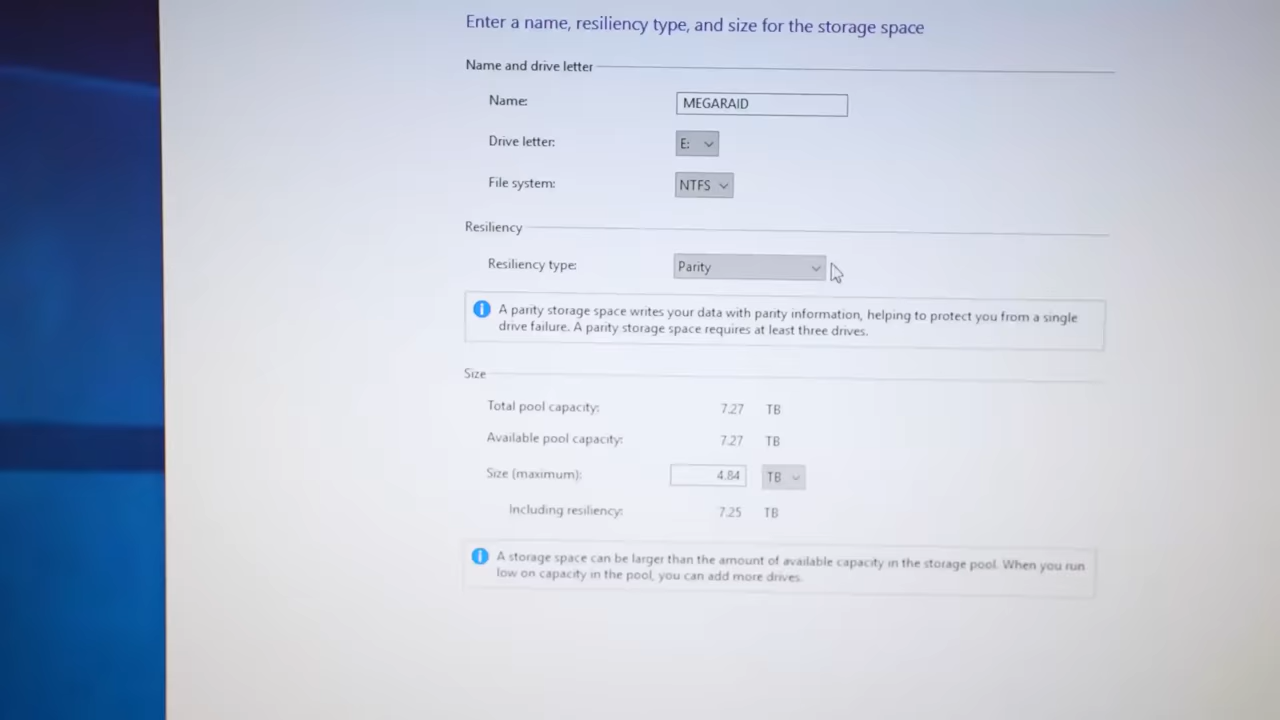 Enter a name, resiliency type, and size for the storage space
Name and drive letter
Name: MEGARAID
Drive letter: E:
File system: NTFS
Resiliency
Resiliency type: Parity
A parity storage space writes your data with parity information, helping to protect you from a single
drive failure. A parity storage space requires at least three drives.
Size
Total pool capacity: 7.27 TB
Available pool capacity: 7.27 TB
Size (maximum): 4.84 TB
Including resiliency: 7.25 TB
A storage space can be larger than the amount of available capacity in the storage pool. When you run
low on capacity in the pool, you can add more drives.